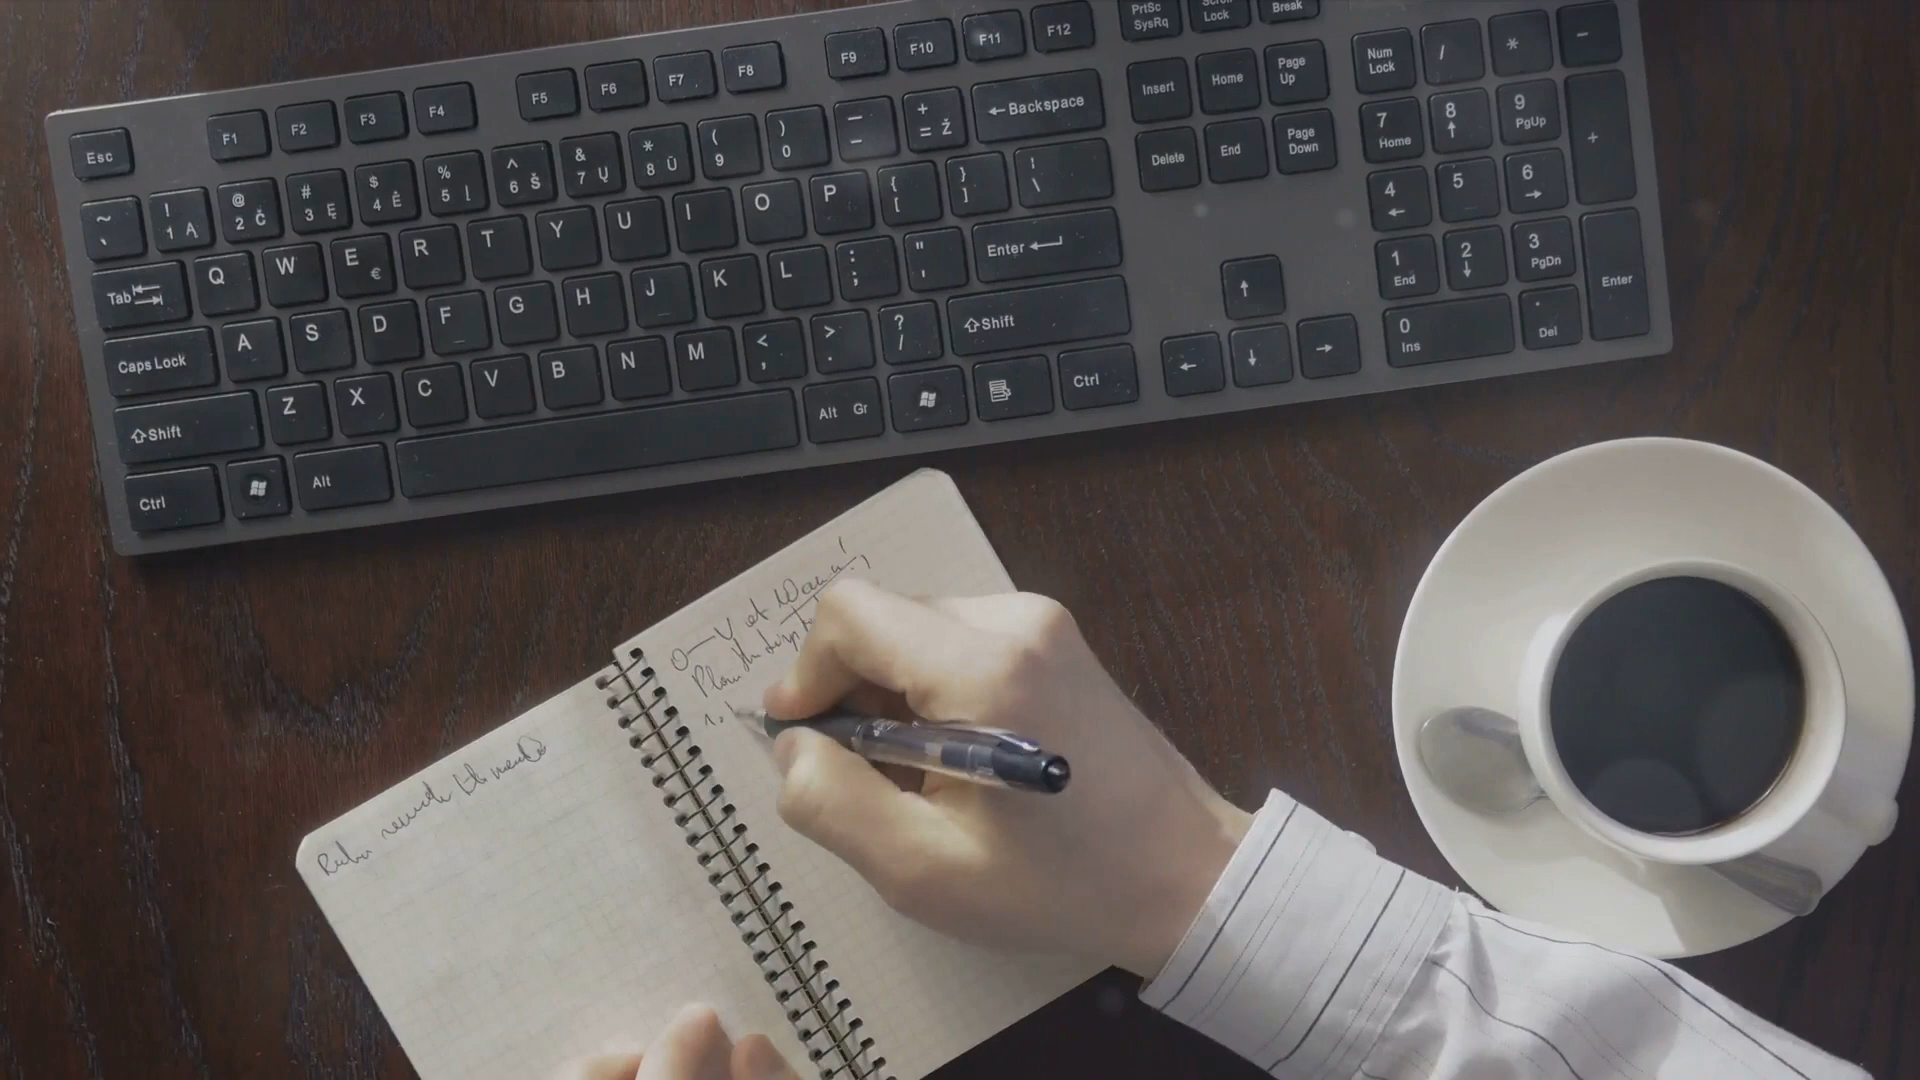 PrtSc SysRq Scroll Lock Break
F1 F2 F3 F4 F5 F6 F7 F8 F9 F10 F11 F12
Esc
~ ` ! 1 Ą @ 2 Č # 3 Ę $ 4 Ė % 5 Į ^ 6 Š & 7 Ų * 8 Ū ( 9 ) 0 — – + = Ž ←Backspace
Insert Home Page Up Num Lock / * −
Tab Q W E € R T Y U I O P { [ } ] ¦ \
Delete End Page Down 7 Home 8 ↑ 9 PgUp +
Caps Lock A S D F G H J K L : ; " ' Enter
4 ← 5 6 →
⇧Shift Z X C V B N M < , > . ? / ⇧Shift
↑ 1 End 2 ↓ 3 PgDn Enter
Ctrl Alt Alt Gr Ctrl
← ↓ → 0 Ins . Del
Plan
1.